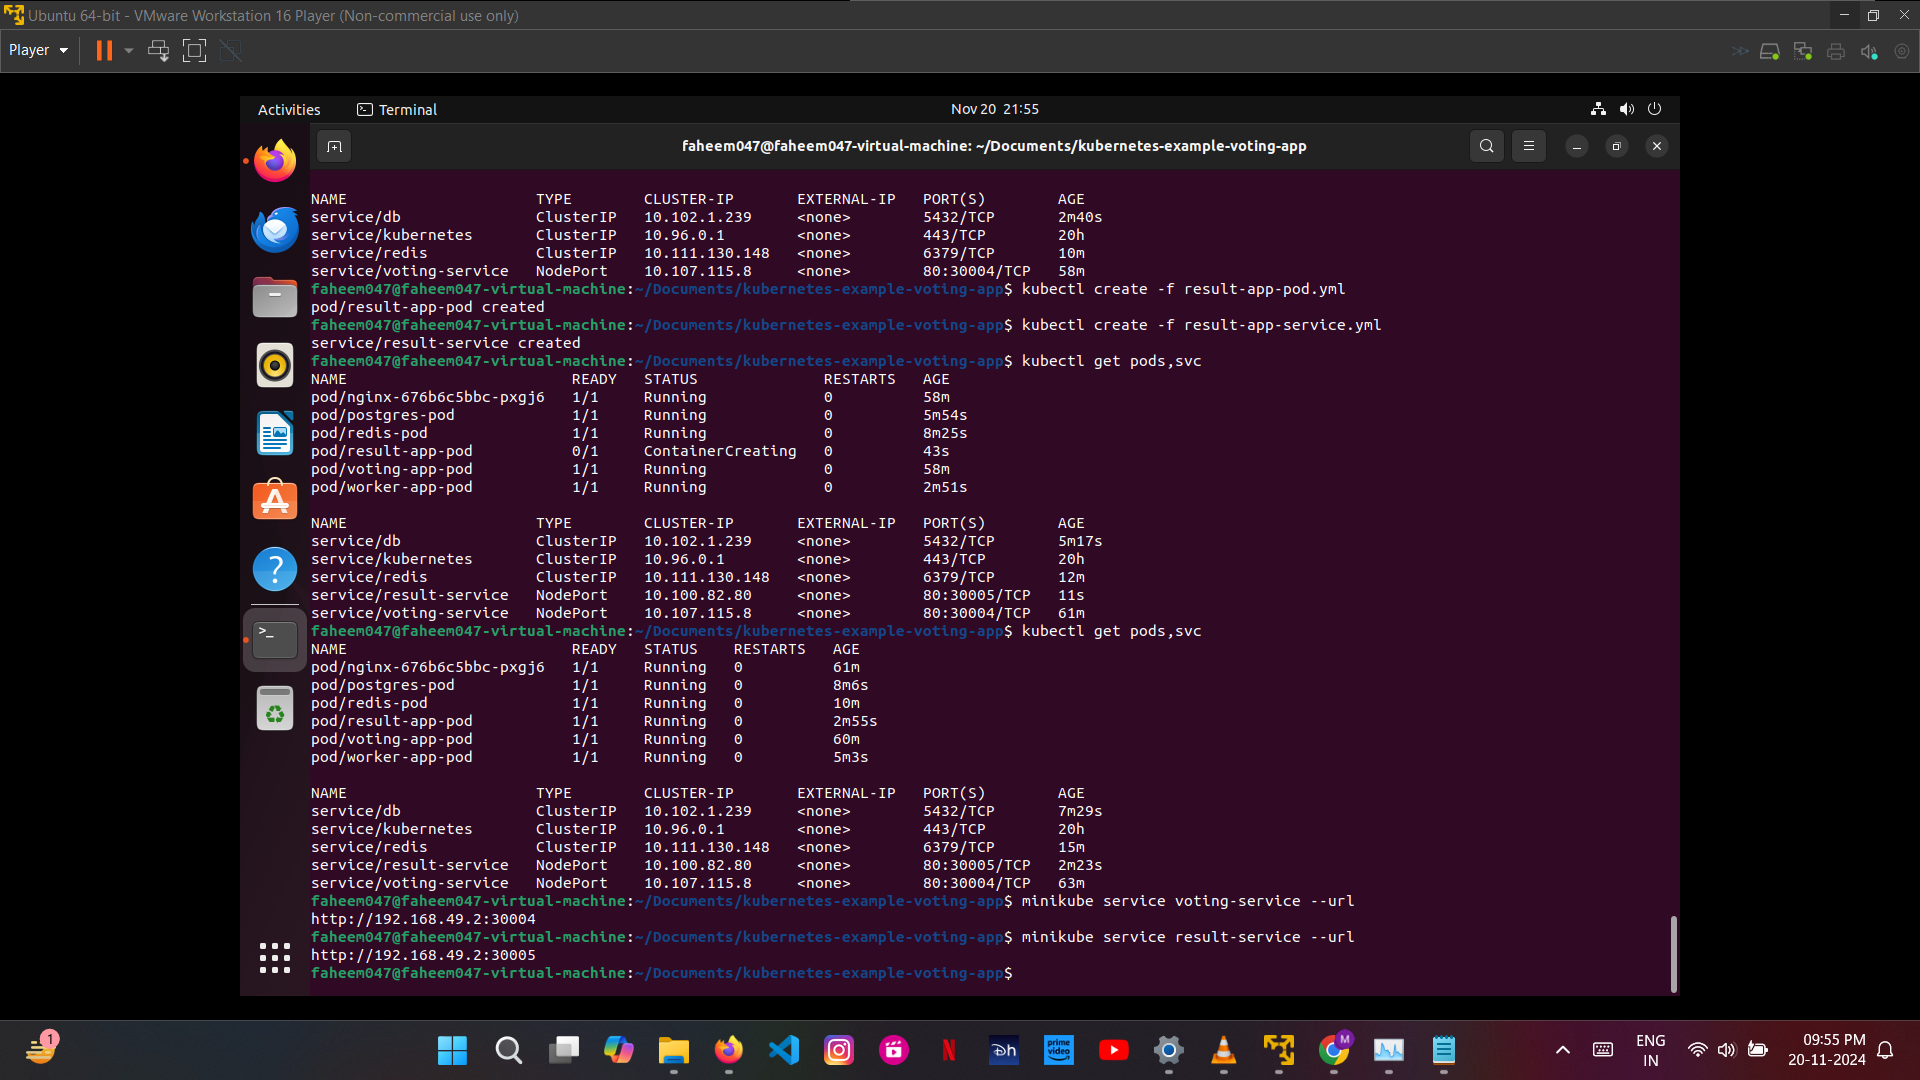 Ubuntu 64-bit - VMware Workstation 16 Player (Non-commercial use only)
Player
Activities Terminal Nov 20 21:55
faheem047@faheem047-virtual-machine: ~/Documents/kubernetes-example-voting-app
NAME TYPE CLUSTER-IP EXTERNAL-IP PORT(S) AGE
service/db ClusterIP 10.102.1.239 <none> 5432/TCP 2m40s
service/kubernetes ClusterIP 10.96.0.1 <none> 443/TCP 20h
service/redis ClusterIP 10.111.130.148 <none> 6379/TCP 10m
service/voting-service NodePort 10.107.115.8 <none> 80:30004/TCP 58m
faheem047@faheem047-virtual-machine:~/Documents/kubernetes-example-voting-app$ kubectl create -f result-app-pod.yml
pod/result-app-pod created
faheem047@faheem047-virtual-machine:~/Documents/kubernetes-example-voting-app$ kubectl create -f result-app-service.yml
service/result-service created
faheem047@faheem047-virtual-machine:~/Documents/kubernetes-example-voting-app$ kubectl get pods,svc
NAME READY STATUS RESTARTS AGE
pod/nginx-676b6c5bbc-pxgj6 1/1 Running 0 58m
pod/postgres-pod 1/1 Running 0 5m54s
pod/redis-pod 1/1 Running 0 8m25s
pod/result-app-pod 0/1 ContainerCreating 0 43s
pod/voting-app-pod 1/1 Running 0 58m
pod/worker-app-pod 1/1 Running 0 2m51s
NAME TYPE CLUSTER-IP EXTERNAL-IP PORT(S) AGE
service/db ClusterIP 10.102.1.239 <none> 5432/TCP 5m17s
service/kubernetes ClusterIP 10.96.0.1 <none> 443/TCP 20h
service/redis ClusterIP 10.111.130.148 <none> 6379/TCP 12m
service/result-service NodePort 10.100.82.80 <none> 80:30005/TCP 11s
service/voting-service NodePort 10.107.115.8 <none> 80:30004/TCP 61m
faheem047@faheem047-virtual-machine:~/Documents/kubernetes-example-voting-app$ kubectl get pods,svc
NAME READY STATUS RESTARTS AGE
pod/nginx-676b6c5bbc-pxgj6 1/1 Running 0 61m
pod/postgres-pod 1/1 Running 0 8m6s
pod/redis-pod 1/1 Running 0 10m
pod/result-app-pod 1/1 Running 0 2m55s
pod/voting-app-pod 1/1 Running 0 60m
pod/worker-app-pod 1/1 Running 0 5m3s
NAME TYPE CLUSTER-IP EXTERNAL-IP PORT(S) AGE
service/db ClusterIP 10.102.1.239 <none> 5432/TCP 7m29s
service/kubernetes ClusterIP 10.96.0.1 <none> 443/TCP 20h
service/redis ClusterIP 10.111.130.148 <none> 6379/TCP 15m
service/result-service NodePort 10.100.82.80 <none> 80:30005/TCP 2m23s
service/voting-service NodePort 10.107.115.8 <none> 80:30004/TCP 63m
faheem047@faheem047-virtual-machine:~/Documents/kubernetes-example-voting-app$ minikube service voting-service --url
http://192.168.49.2:30004
faheem047@faheem047-virtual-machine:~/Documents/kubernetes-example-voting-app$ minikube service result-service --url
http://192.168.49.2:30005
faheem047@faheem047-virtual-machine:~/Documents/kubernetes-example-voting-app$
1
prime video
M
ENG
IN
09:55 PM
20-11-2024